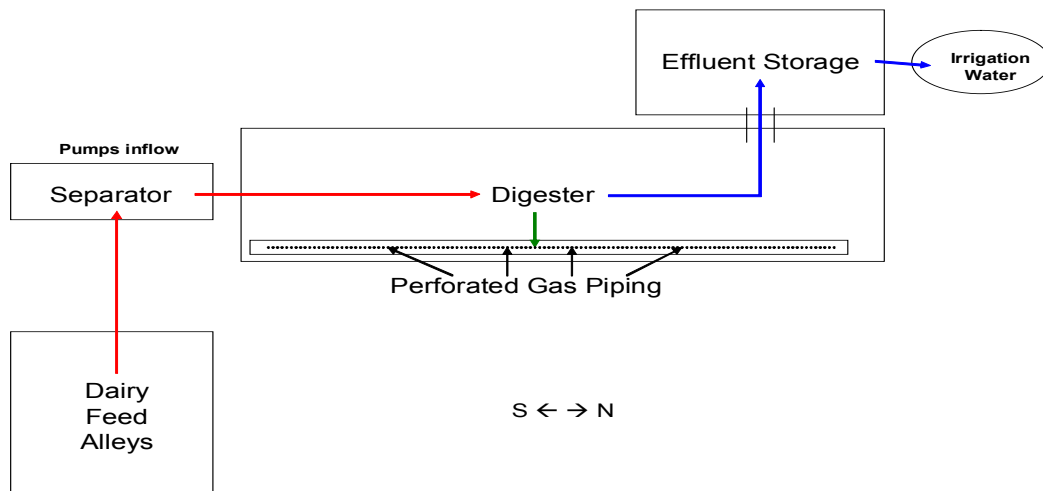 Effluent Storage
Irrigation
Water
Pumps inflow
Separator
Digester
Perforated Gas Piping
Dairy
Feed
Alleys
S ← → N